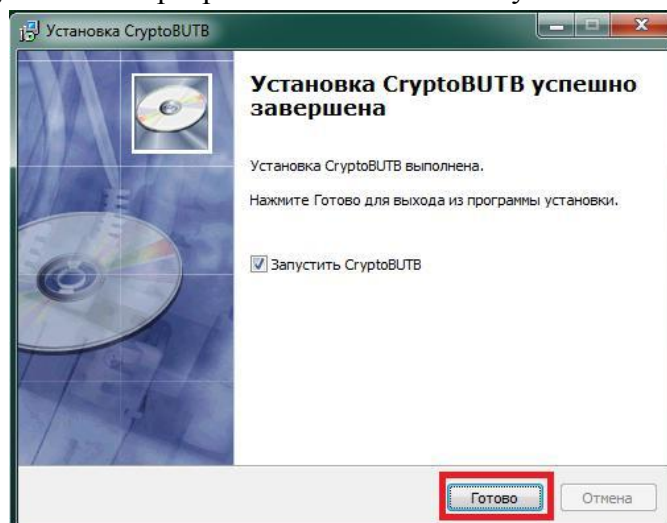 Установка CryptoBUTB
Установка CryptoBUTB успешно
завершена
Установка CryptoBUTB выполнена.
Нажмите Готово для выхода из программы установки.
Запустить CryptoBUTB
Готово
Отмена